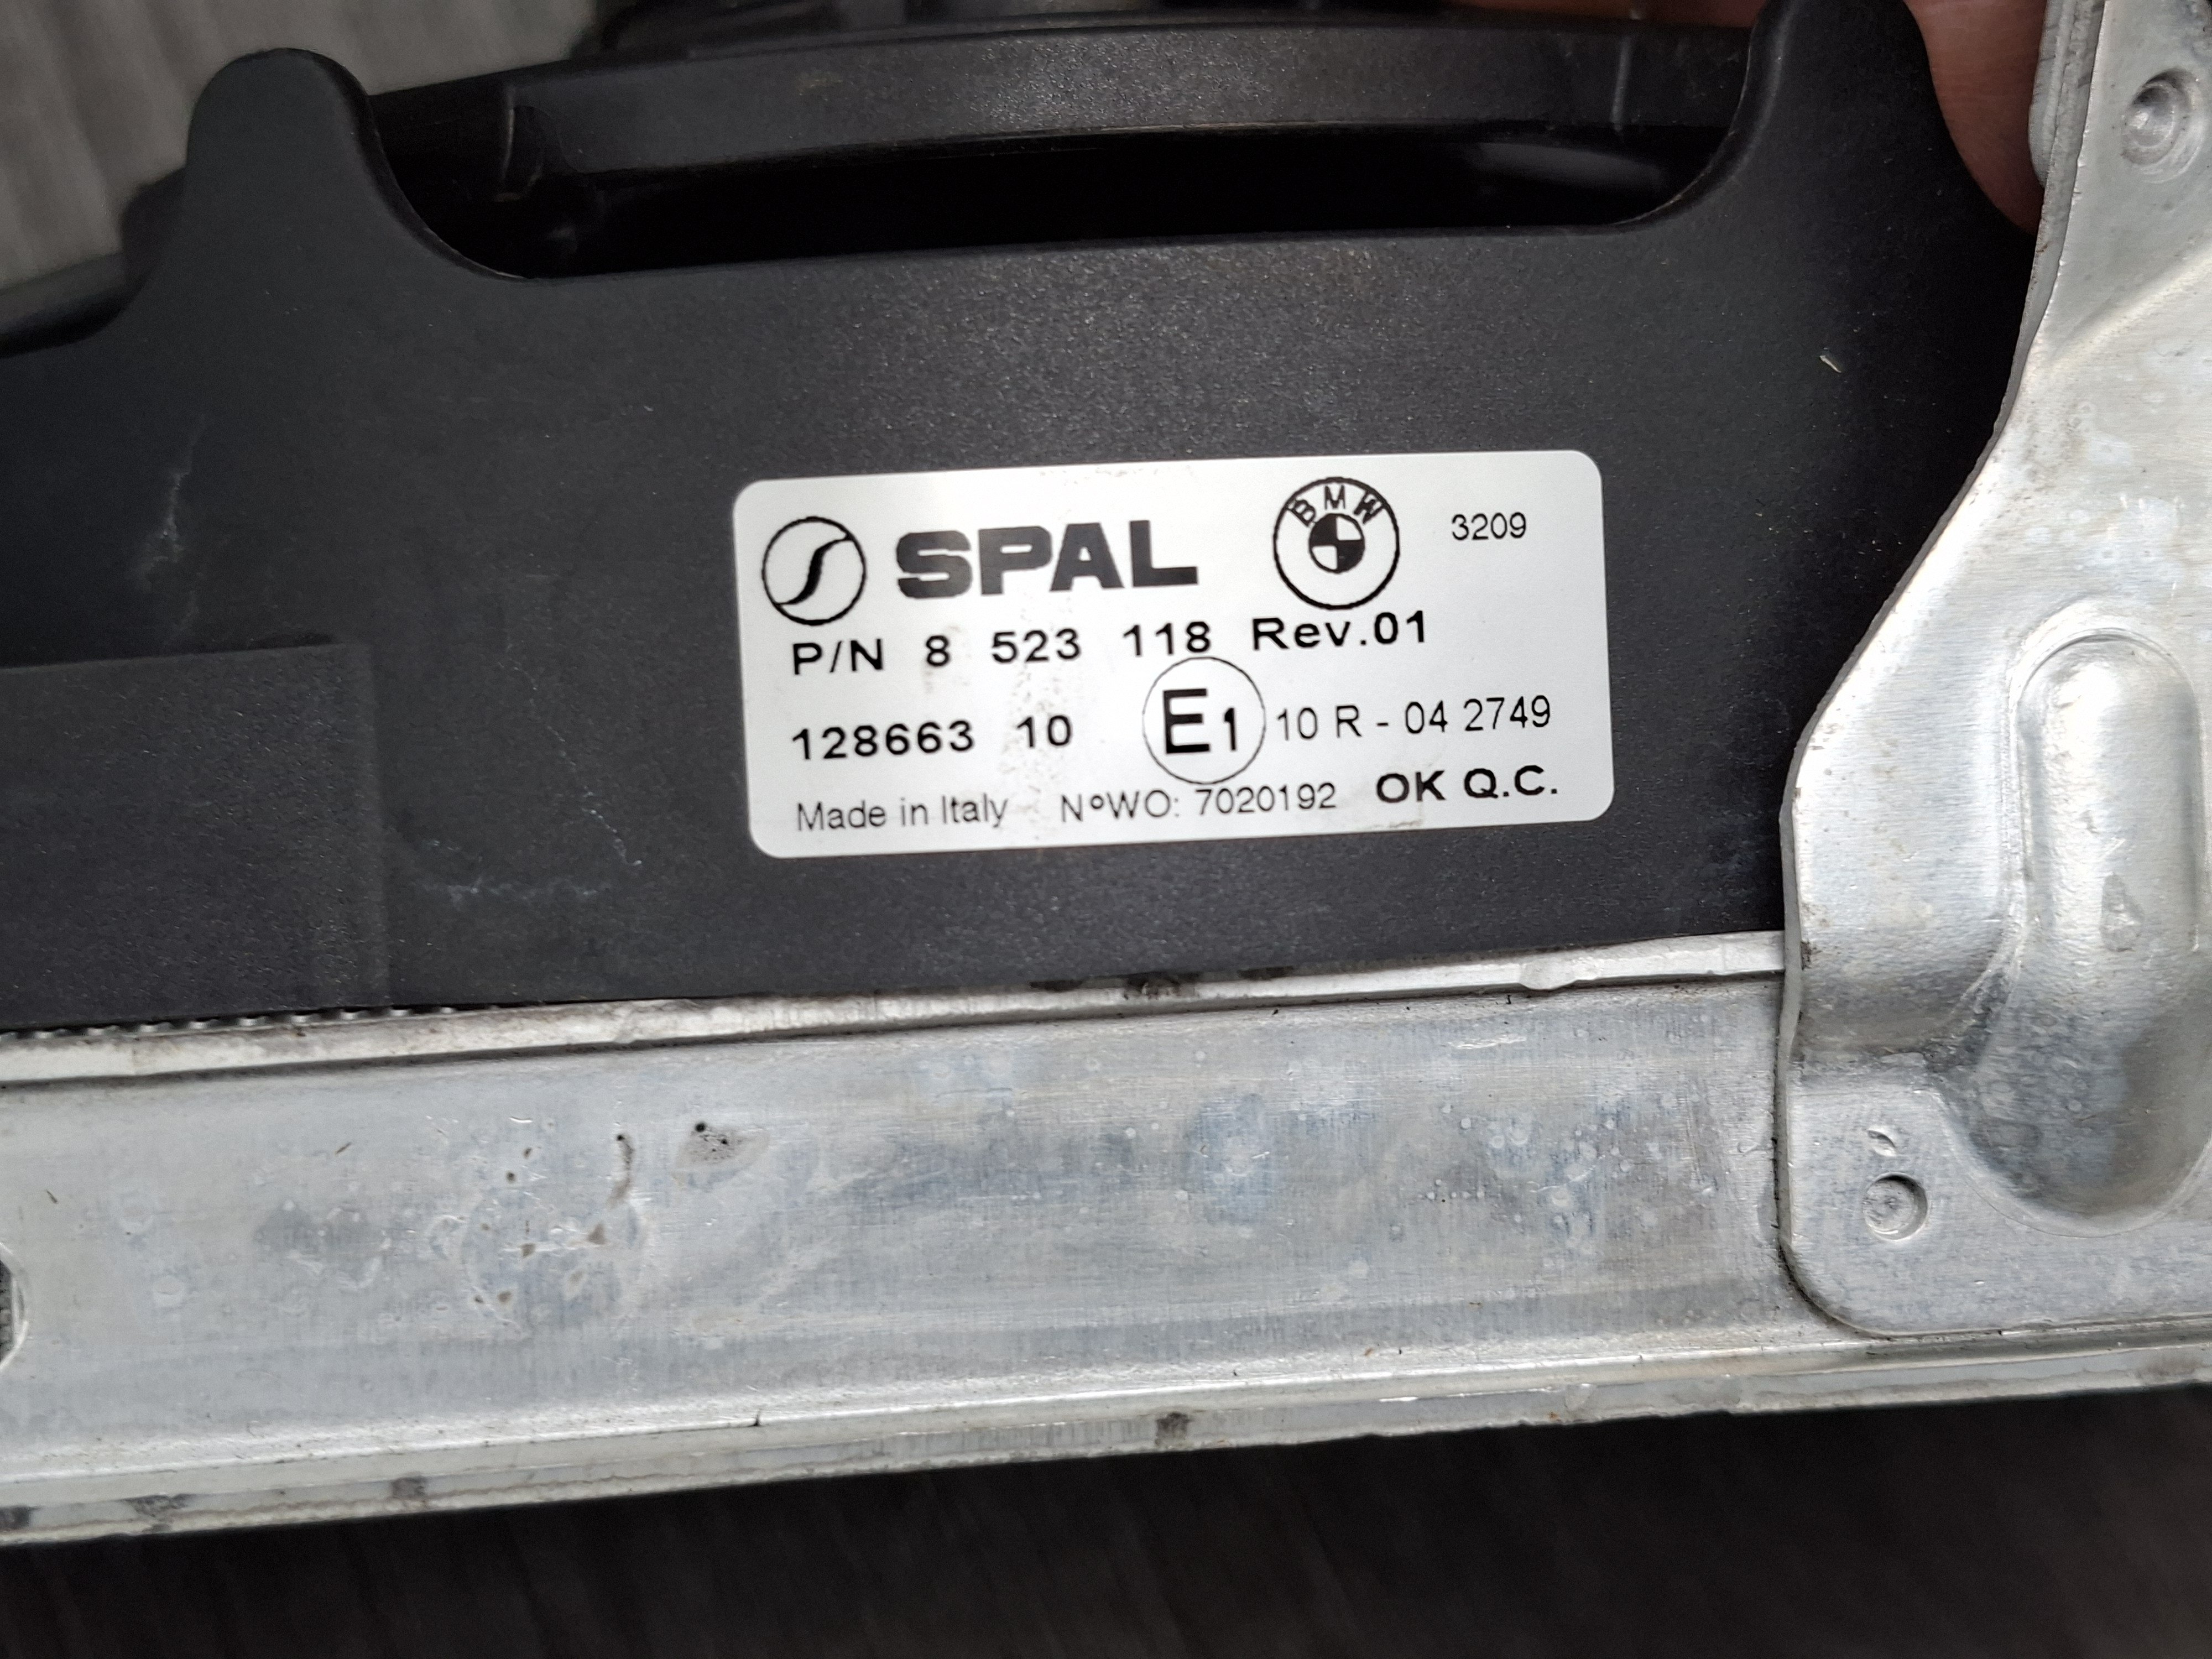 SPAL BMW 3209
P/N 8 523 118 Rev.01
128663 10 E1 10 R - 04 2749
Made in Italy N°WO: 7020192 OK Q.C.